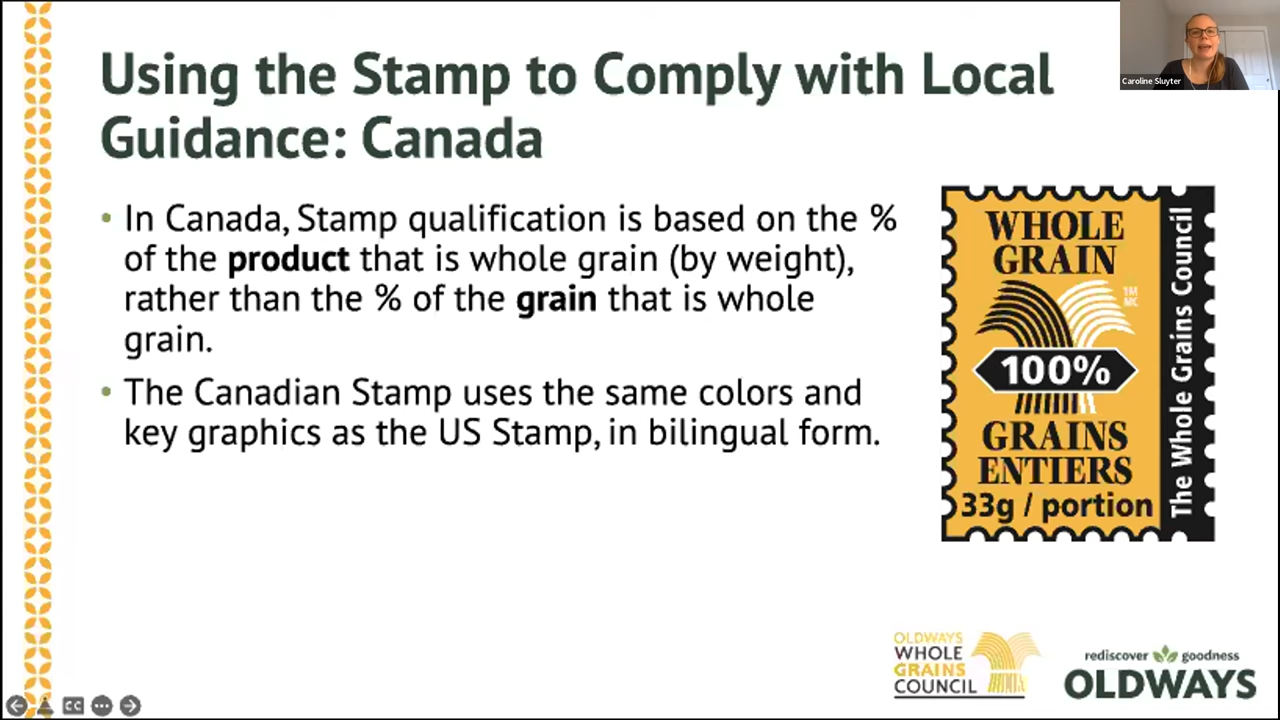 Using the Stamp to Comply with Local
Guidance: Canada
Caroline Sluyter
• In Canada, Stamp qualification is based on the %
of the product that is whole grain (by weight),
rather than the % of the grain that is whole
grain.
• The Canadian Stamp uses the same colors and
key graphics as the US Stamp, in bilingual form.
WHOLE
GRAIN
TM
MC
100%
GRAINS
ENTIERS
33g / portion
The Whole Grains Council
OLDWAYS
WHOLE
GRAINS
COUNCIL
rediscover goodness
OLDWAYS
CC